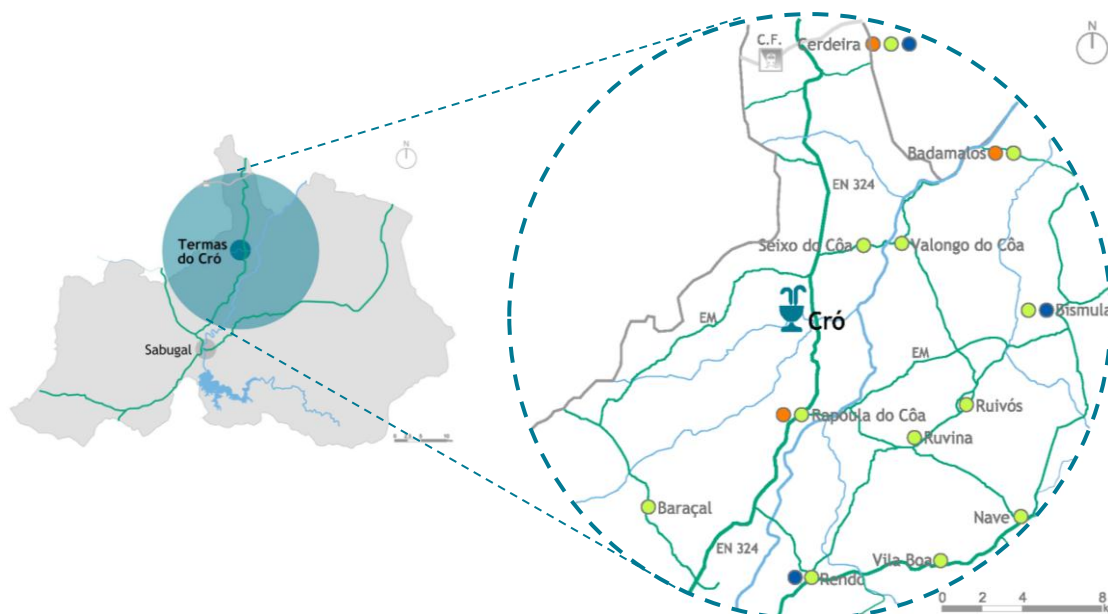 N
Termas
do Cró
Sabugal
C.F.
Cerdeira
N
Badamalos
EN 324
Seixo do Côa
Valongo do Côa
Cró
Bismula
EM
EM
Rapoula do Côa
Ruivós
Ruvina
Baraçal
Nave
EN 324
Vila Boa
Rendo
0 2 4 6 8